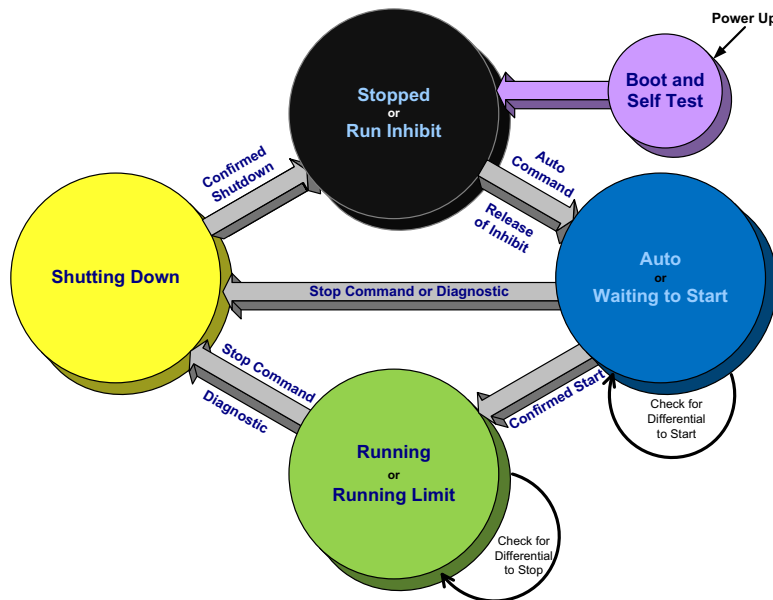 Power Up
Boot and
Self Test
Stopped
or
Run Inhibit
Confirmed
Shutdown
Auto
Command
Release
of Inhibit
Shutting Down
Auto
or
Waiting to Start
Stop Command or Diagnostic
Stop Command
Diagnostic
Confirmed Start
Check for
Differential
to Start
Running
or
Running Limit
Check for
Differential
to Stop